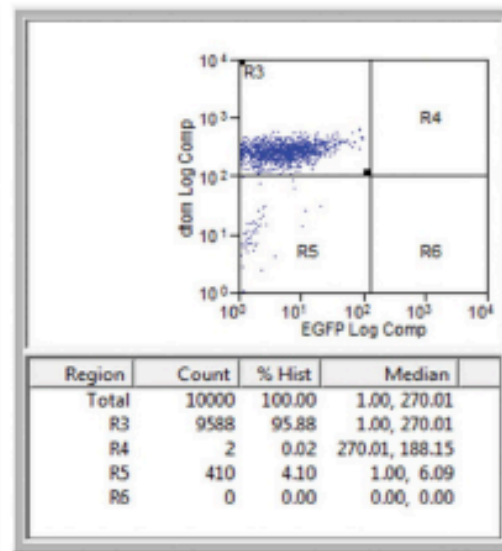 10⁴
R3
10³
R4
10²
10¹
R5
R6
10⁰
10⁰ 10¹ 10² 10³ 10⁴
dtom Log Comp
EGFP Log Comp
Region Count % Hist Median
Total 10000 100.00 1.00, 270.01
R3 9588 95.88 1.00, 270.01
R4 2 0.02 270.01, 188.15
R5 410 4.10 1.00, 6.09
R6 0 0.00 0.00, 0.00